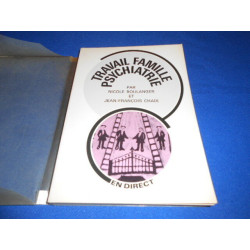 TRAVAIL FAMILLE
PSYCHIATRIE
PAR
NICOLE BOULANGER
ET
JEAN-FRANÇOIS CHAIX
EN DIRECT